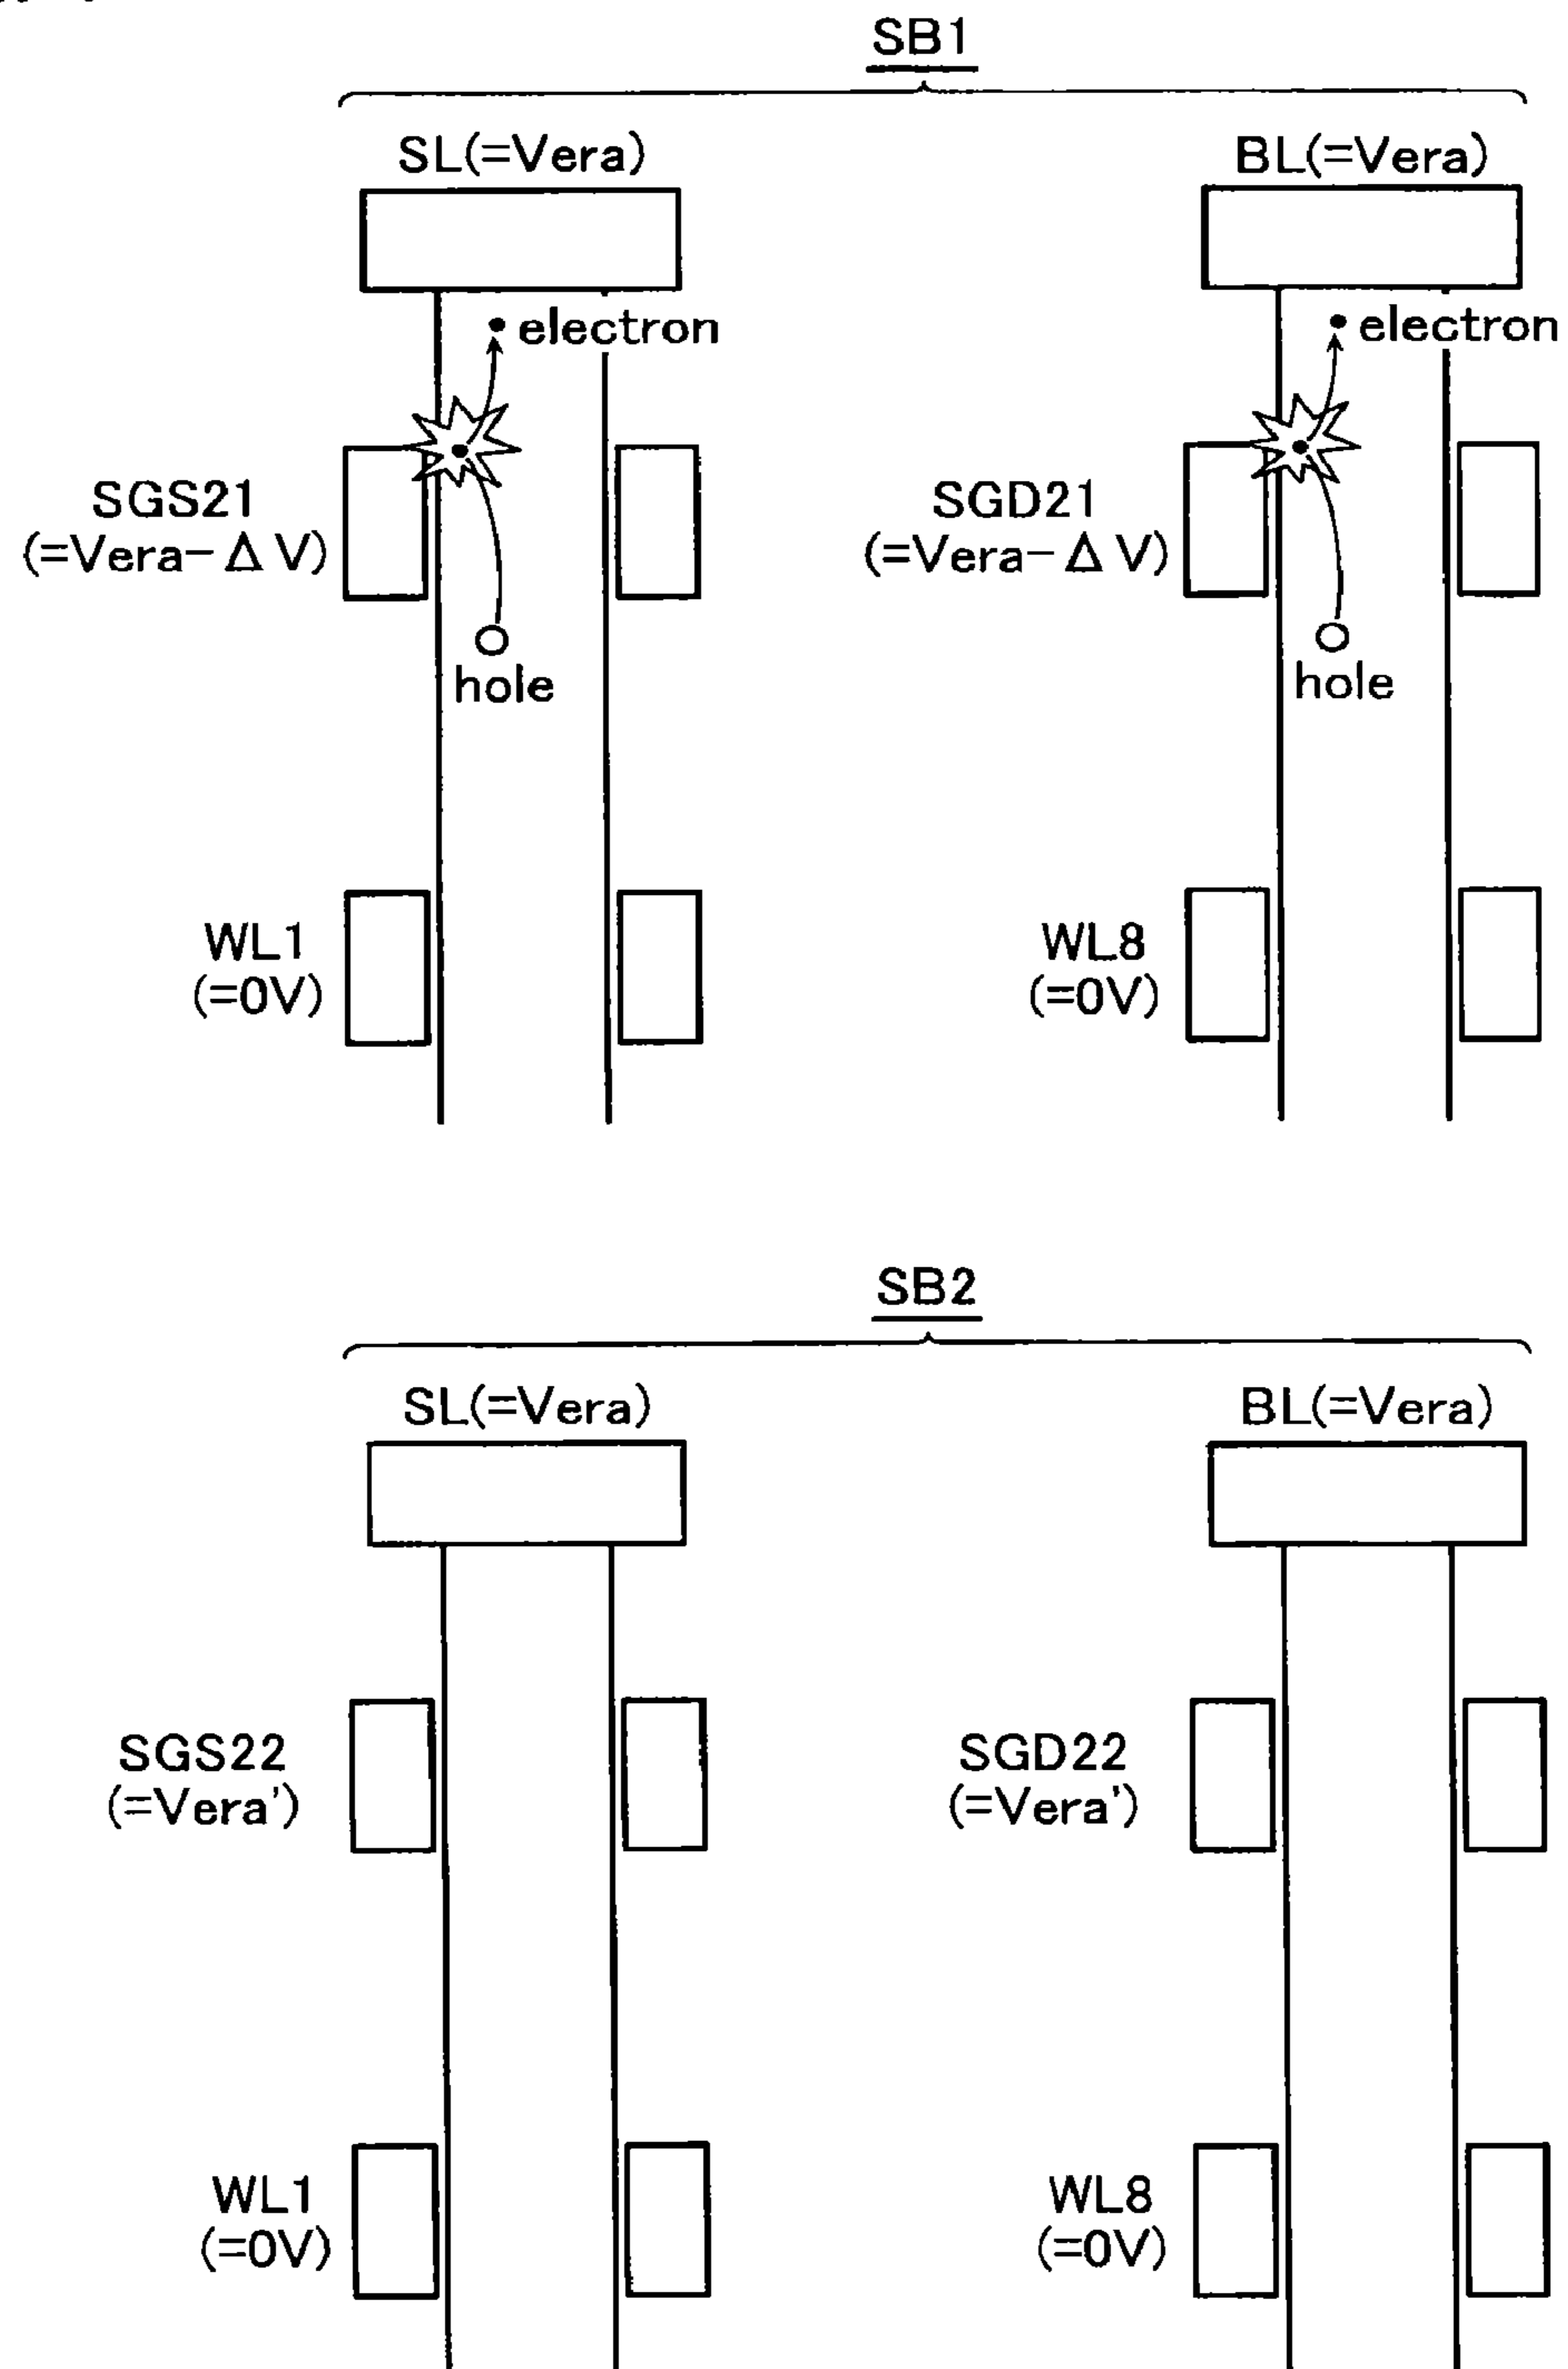 SB1
SL(=Vera)
BL(=Vera)
electron
electron
SGS21
(=Vera-ΔV)
SGD21
(=Vera-ΔV)
hole
hole
WL1
(=0V)
WL8
(=0V)
SB2
SL(=Vera)
BL(=Vera)
SGS22
(=Vera')
SGD22
(=Vera')
WL1
(=0V)
WL8
(=0V)